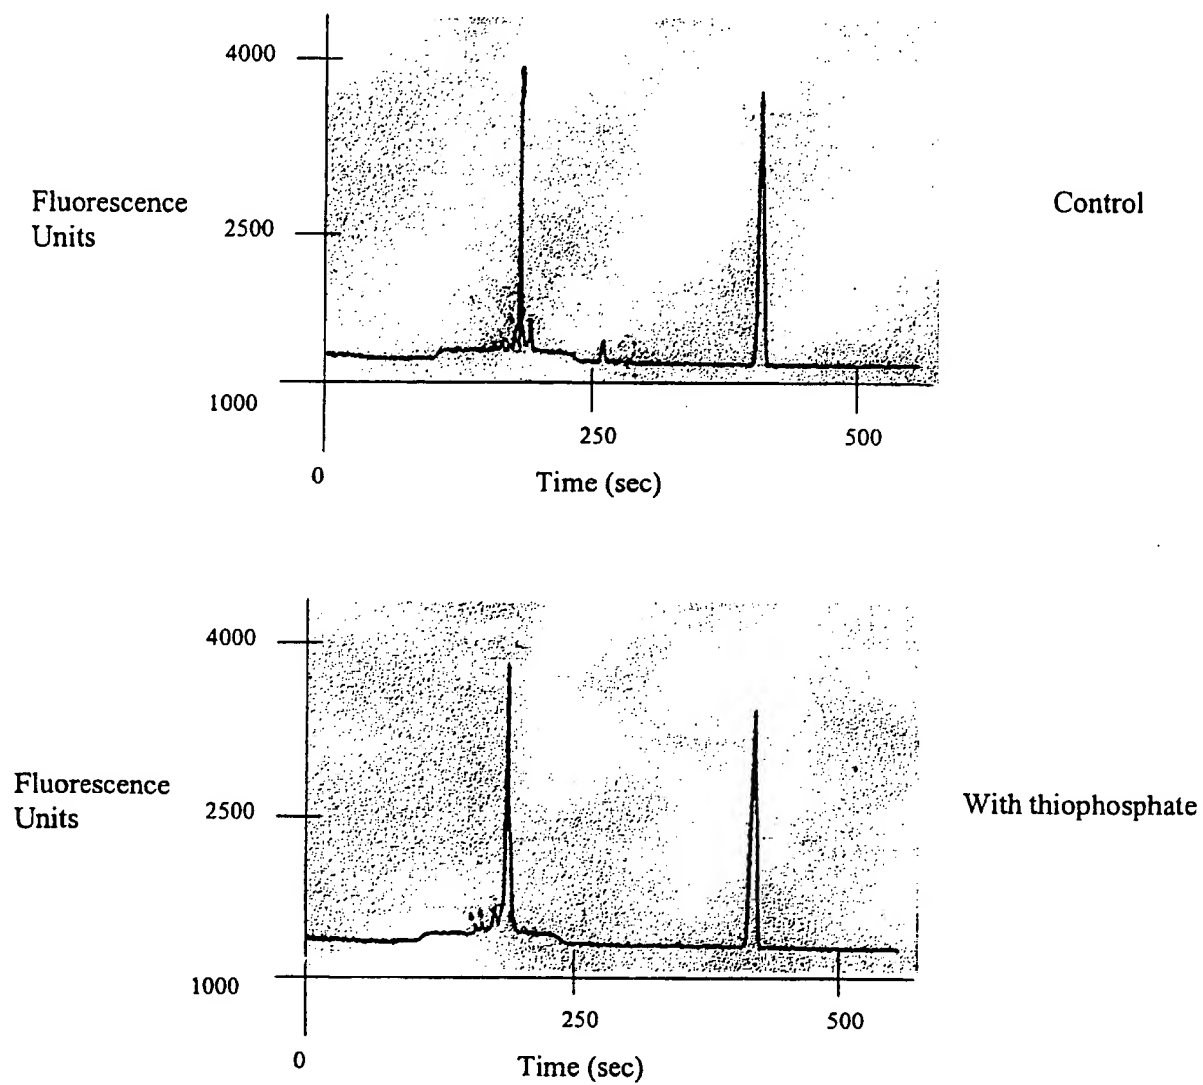 4000
Fluorescence
Units
2500
Control
1000
250
500
0
Time (sec)
4000
Fluorescence
Units
2500
With thiophosphate
1000
250
500
0
Time (sec)